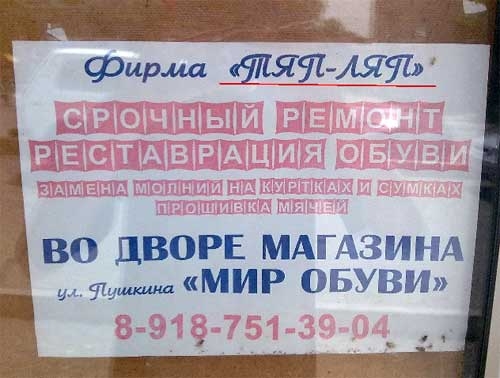 Фирма «ТЯП-ЛЯП»
СРОЧНЫЙ РЕМОНТ
РЕСТАВРАЦИЯ ОБУВИ
ЗАМЕНА МОЛНИЙ НА КУРТКАХ И СУМКАХ
ПРОШИВКА МЯЧЕЙ
ВО ДВОРЕ МАГАЗИНА
ул. Пушкина «МИР ОБУВИ»
8-918-751-39-04